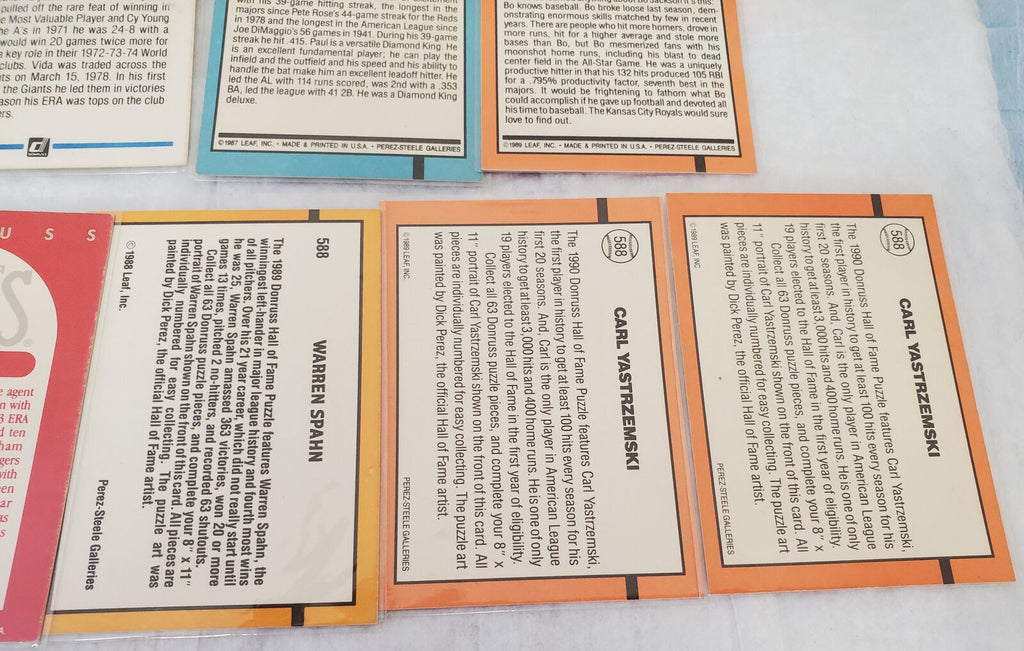 pulled off the rare feat of winning
Most Valuable Player and Cy Young
A's in 1971 he was 24-8 with a
would win 20 games twice more for
key role in their 1972-73-74 World
clubs. Vida was traded across the
on March 15, 1978. In his first
the Giants he led them in victories
his ERA was tops on the club
DONRUSS
with his 39-game hitting streak, the longest in the
majors since Pete Rose's 44-game streak for the Reds
in 1978 and the longest in the American League since
Joe DiMaggio's 56 games in 1941. During his 39-game
streak he hit .415. Paul is a versatile Diamond King. He
is an excellent fundamental player; he can play the
infield and the outfield and his speed and his ability to
handle the bat make him an excellent leadoff hitter. He
led the AL with 114 runs scored, was 2nd with a .353
BA, led the league with 41 2B. He was a Diamond King
deluxe.
©1987 LEAF, INC. • MADE & PRINTED IN U.S.A. • PEREZ-STEELE GALLERIES
Bo knows baseball. Bo broke loose last season, dem-
onstrating enormous skills matched by few in recent
years. There are people who hit more homers, drove in
more runs, hit for a higher average and stole more
bases than Bo, but Bo mesmerized fans with his
moonshot home runs, including his blast to dead
center field in the All-Star Game. He was a uniquely
productive hitter in that his 132 hits produced 105 RBI
for a .795% productivity factor, seventh best in the
majors. It would be frightening to fathom what Bo
could accomplish if he gave up football and devoted all
his time to baseball. The Kansas City Royals would sure
love to find out.
©1989 LEAF, INC. • MADE & PRINTED IN U.S.A. • PEREZ-STEELE GALLERIES
U S S
S®
agent
with
ERA
ten
588
WARREN SPAHN
The 1989 Donruss Hall of Fame Puzzle features Warren Spahn, the
winningest left-hander in major league history and fourth most wins
of all pitchers. Over his 21 year career, which did not really start until
he was 25, Warren Spahn amassed 363 victories, won 20 or more
games 13 times, pitched 2 no-hitters, and recorded 63 shutouts.
Collect all 63 Donruss puzzle pieces, and complete your 8" x 11"
portrait of Warren Spahn shown on the front of this card. All pieces are
individually numbered for easy collecting. The puzzle art was
painted by Dick Perez, the official Hall of Fame artist.
© 1988 Leaf, Inc.
Perez-Steele Galleries
588
CARL YASTRZEMSKI
The 1990 Donruss Hall of Fame Puzzle features Carl Yastrzemski,
the first player in history to get at least 100 hits every season for his
first 20 seasons. And, Carl is the only player in American League
history to get at least 3,000 hits and 400 home runs. He is one of only
19 players elected to the Hall of Fame in the first year of eligibility.
Collect all 63 Donruss puzzle pieces, and complete your 8" x
11" portrait of Carl Yastrzemski shown on the front of this card. All
pieces are individually numbered for easy collecting. The puzzle art
was painted by Dick Perez, the official Hall of Fame artist.
©1989 LEAF, INC.
PEREZ-STEELE GALLERIES
588
CARL YASTRZEMSKI
The 1990 Donruss Hall of Fame Puzzle features Carl Yastrzemski,
the first player in history to get at least 100 hits every season for his
first 20 seasons. And, Carl is the only player in American League
history to get at least 3,000 hits and 400 home runs. He is one of only
19 players elected to the Hall of Fame in the first year of eligibility.
Collect all 63 Donruss puzzle pieces, and complete your 8" x
11" portrait of Carl Yastrzemski shown on the front of this card. All
pieces are individually numbered for easy collecting. The puzzle art
was painted by Dick Perez, the official Hall of Fame artist.
©1989 LEAF, INC.
PEREZ-STEELE GALLERIES